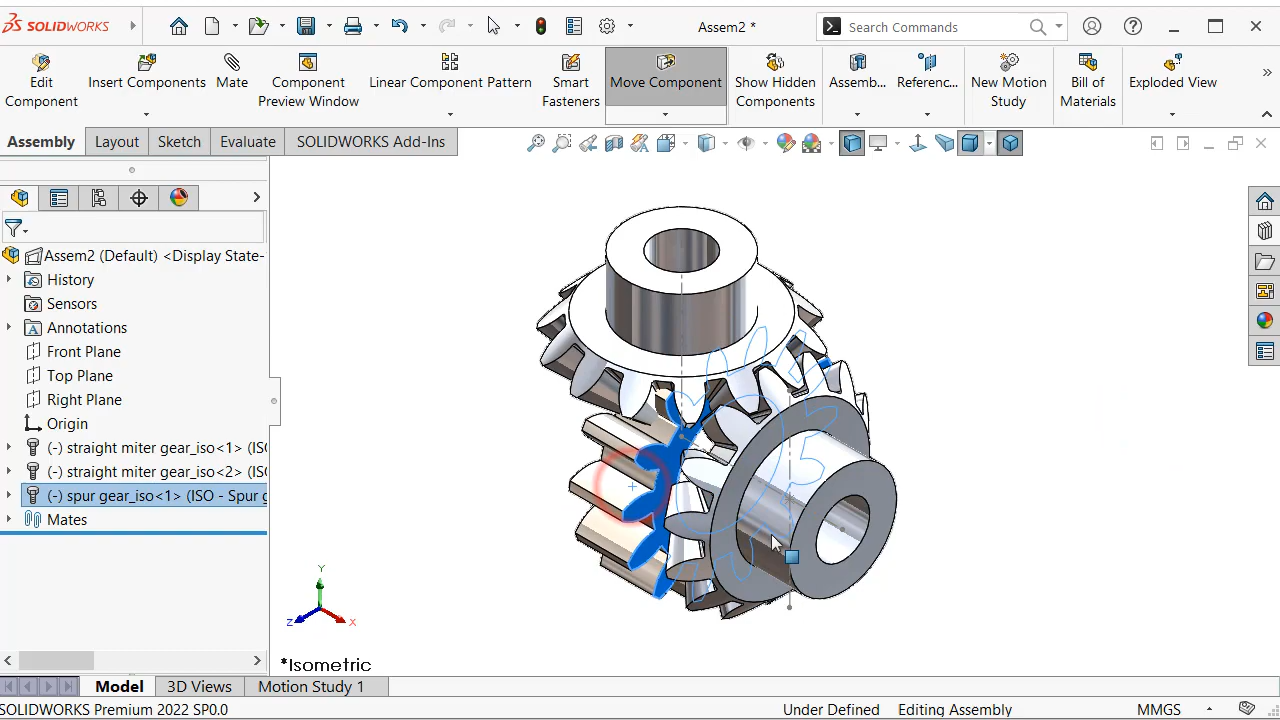 SOLIDWORKS
Assem2 *
Search Commands
Edit Component
Insert Components
Mate
Component Preview Window
Linear Component Pattern
Smart Fasteners
Move Component
Show Hidden Components
Assemb...
Referenc...
New Motion Study
Bill of Materials
Exploded View
Assembly
Layout
Sketch
Evaluate
SOLIDWORKS Add-Ins
Assem2 (Default) <Display State-
History
Sensors
Annotations
Front Plane
Top Plane
Right Plane
Origin
(-) straight miter gear_iso<1> (ISO
(-) straight miter gear_iso<2> (ISO
(-) spur gear_iso<1> (ISO - Spur g
Mates
Y
Z
X
*Isometric
Model
3D Views
Motion Study 1
SOLIDWORKS Premium 2022 SP0.0
Under Defined
Editing Assembly
MMGS